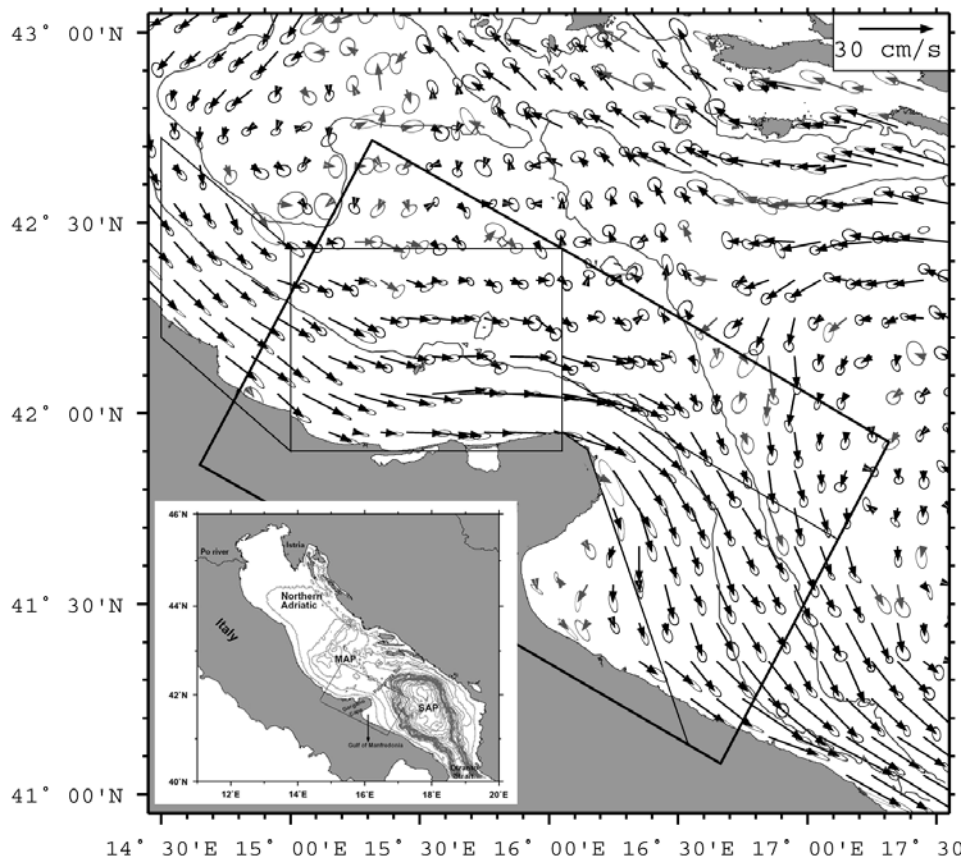 43° 00'N
30 cm/s
42° 30'N
42° 00'N
41° 30'N
41° 00'N
14° 30'E
15° 00'E
15° 30'E
16° 00'E
16° 30'E
17° 00'E
17° 30'E
46°N
44°N
42°N
40°N
Po river
Istria
Northern
Adriatic
Italy
MAP
SAP
Gulf of Manfredonia
12°E
14°E
16°E
18°E
20°E